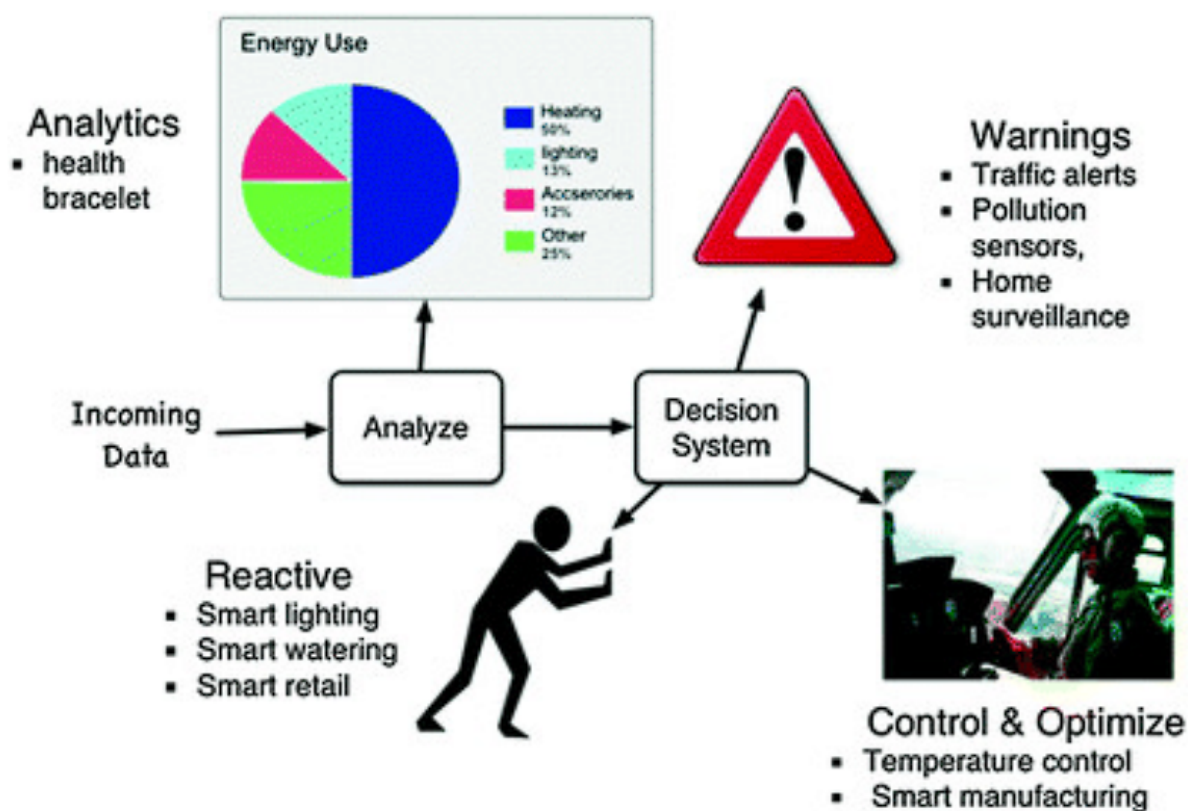 Energy Use
Heating
50%
lighting
13%
Accserories
12%
Other
25%
Analytics
▪ health
bracelet
Warnings
▪ Traffic alerts
▪ Pollution
sensors,
▪ Home
surveillance
Incoming
Data
Analyze
Decision
System
Reactive
▪ Smart lighting
▪ Smart watering
▪ Smart retail
Control & Optimize
▪ Temperature control
▪ Smart manufacturing